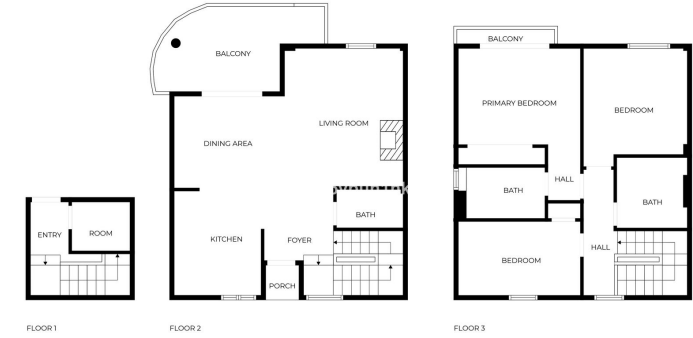 BALCONY
BALCONY
LIVING ROOM
DINING AREA
PRIMARY BEDROOM
BEDROOM
HALL
BATH
BATH
BATH
ENTRY
ROOM
KITCHEN
FOYER
HALL
BEDROOM
PORCH
FLOOR 1
FLOOR 2
FLOOR 3